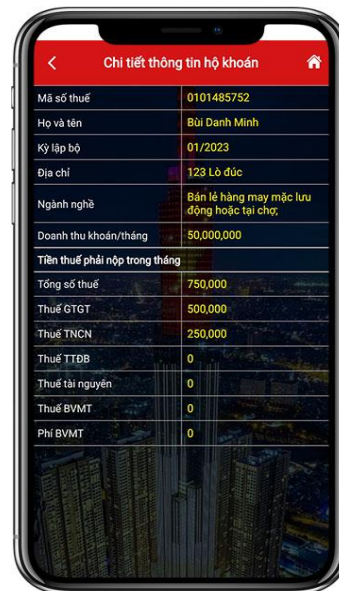 Chi tiết thông tin hộ khoán
Mã số thuế 0101485752
Họ và tên Bùi Danh Minh
Kỳ lập bộ 01/2023
Địa chỉ 123 Lò đúc
Ngành nghề Bán lẻ hàng may mặc lưu
động hoặc tại chợ;
Doanh thu khoán/tháng 50,000,000
Tiền thuế phải nộp trong tháng
Tổng số thuế 750,000
Thuế GTGT 500,000
Thuế TNCN 250,000
Thuế TTĐB 0
Thuế tài nguyên 0
Thuế BVMT 0
Phí BVMT 0